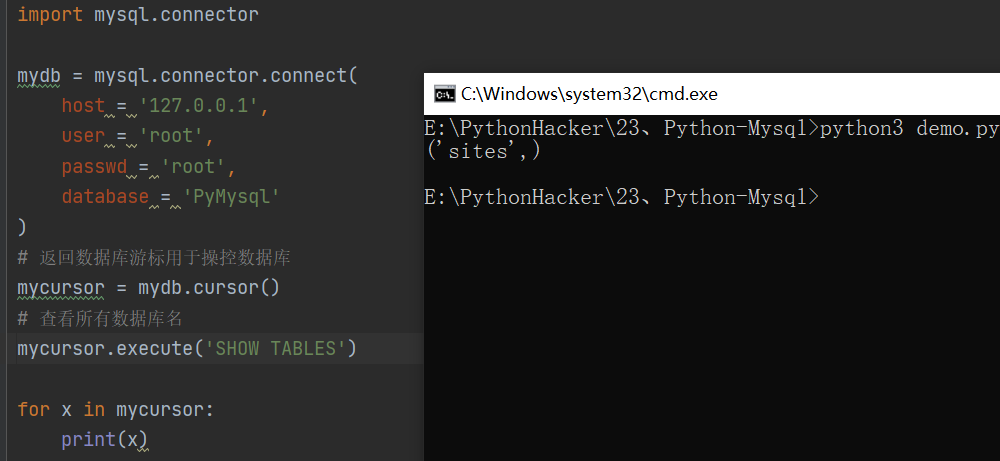 import mysql.connector
mydb = mysql.connector.connect(
host = '127.0.0.1',
user = 'root',
passwd = 'root',
database = 'PyMysql'
)
# 返回数据库游标用于操控数据库
mycursor = mydb.cursor()
# 查看所有数据库名
mycursor.execute('SHOW TABLES')
for x in mycursor:
print(x)
C:\Windows\system32\cmd.exe
E:\PythonHacker\23、Python-Mysql>python3 demo.py
('sites',)
E:\PythonHacker\23、Python-Mysql>